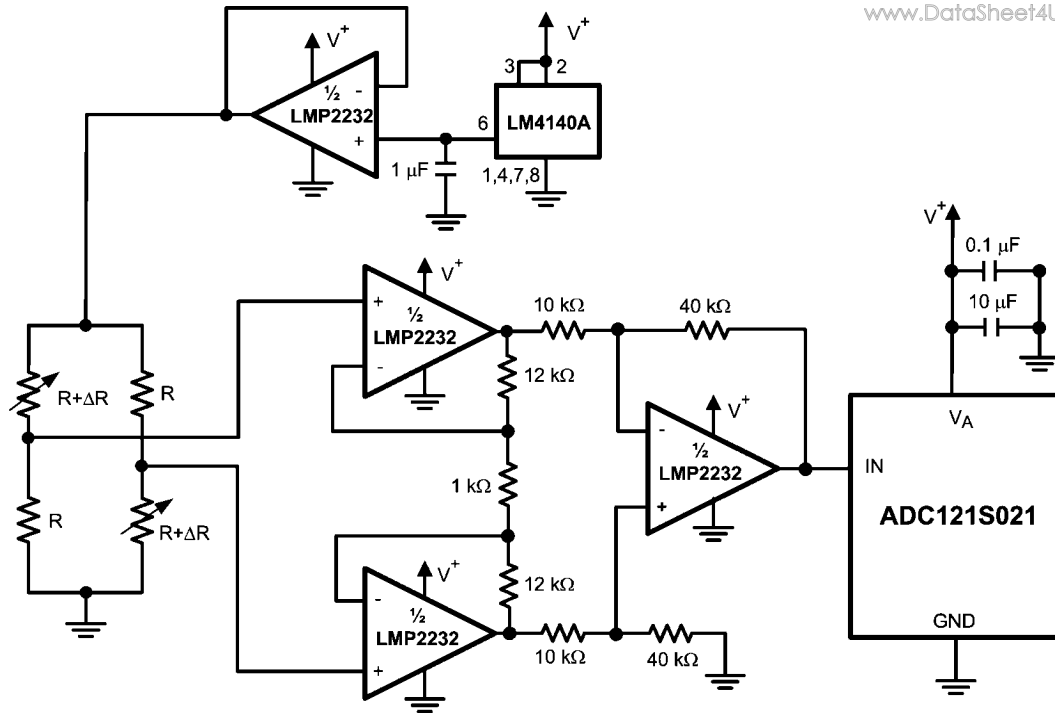 www.DataSheet4U
V+
V+
3
2
½
LMP2232
-
+
6
LM4140A
1 µF
1,4,7,8
V+
0.1 µF
10 µF
V+
+
½
LMP2232
-
10 kΩ
40 kΩ
12 kΩ
R+ΔR
R
V+
-
½
LMP2232
+
VA
IN
ADC121S021
GND
1 kΩ
R
R+ΔR
V+
-
½
LMP2232
+
12 kΩ
10 kΩ
40 kΩ